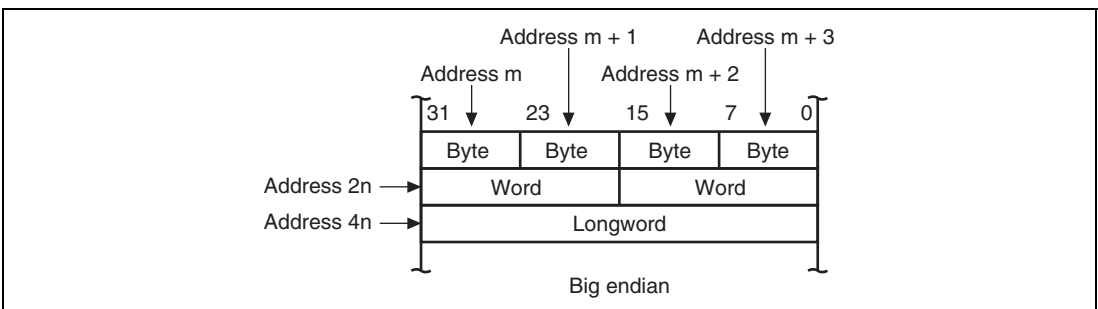 Address m + 1 Address m + 3
Address m Address m + 2
31 23 15 7 0
Byte Byte Byte Byte
Address 2n Word Word
Address 4n Longword
Big endian